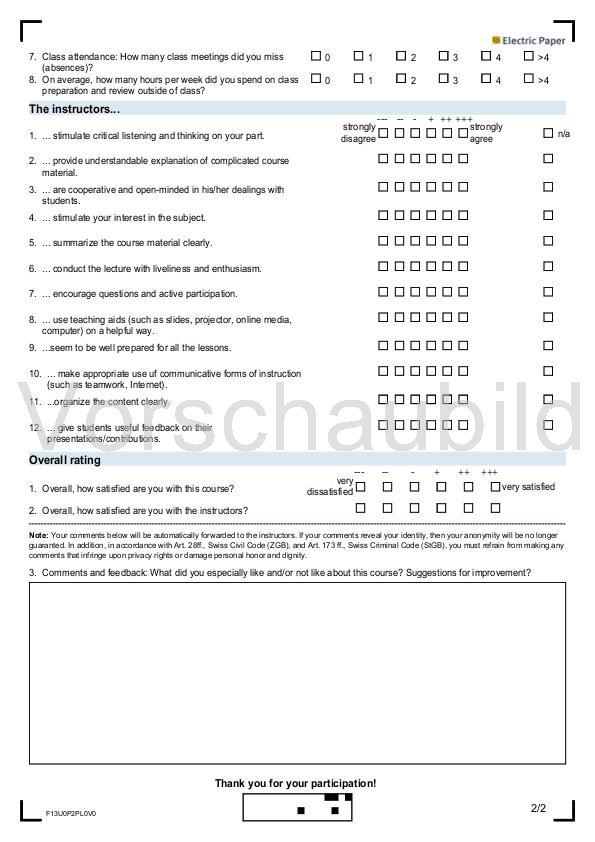 Electric Paper
7. Class attendance: How many class meetings did you miss
(absences)?
0 1 2 3 4 >4
8. On average, how many hours per week did you spend on class
preparation and review outside of class?
0 1 2 3 4 >4
The instructors...
--- -- - + ++ +++
1. ... stimulate critical listening and thinking on your part.
strongly
disagree
strongly
agree
n/a
2. ... provide understandable explanation of complicated course
material.
3. ... are cooperative and open-minded in his/her dealings with
students.
4. ... stimulate your interest in the subject.
5. ... summarize the course material clearly.
6. ... conduct the lecture with liveliness and enthusiasm.
7. ... encourage questions and active participation.
8. ... use teaching aids (such as slides, projector, online media,
computer) on a helpful way.
9. ...seem to be well prepared for all the lessons.
10. ... make appropriate use uf communicative forms of instruction
(such as teamwork, Internet).
11. ...organize the content clearly.
12. ... give students useful feedback on their
presentations/contributions.
Vorschaubild
Overall rating
--- -- - + ++ +++
1. Overall, how satisfied are you with this course?
very
dissatisfied
very satisfied
2. Overall, how satisfied are you with the instructors?
Note: Your comments below will be automatically forwarded to the instructors. If your comments reveal your identity, then your anonymity will be no longer
guaranted. In addition, in accordance with Art. 28ff., Swiss Civil Code (ZGB), and Art. 173 ff., Swiss Criminal Code (StGB), you must refrain from making any
comments that infringe upon privacy rights or damage personal honor and dignity.
3. Comments and feedback: What did you especially like and/or not like about this course? Suggestions for improvement?
Thank you for your participation!
F13U0P2PL0V0
2/2